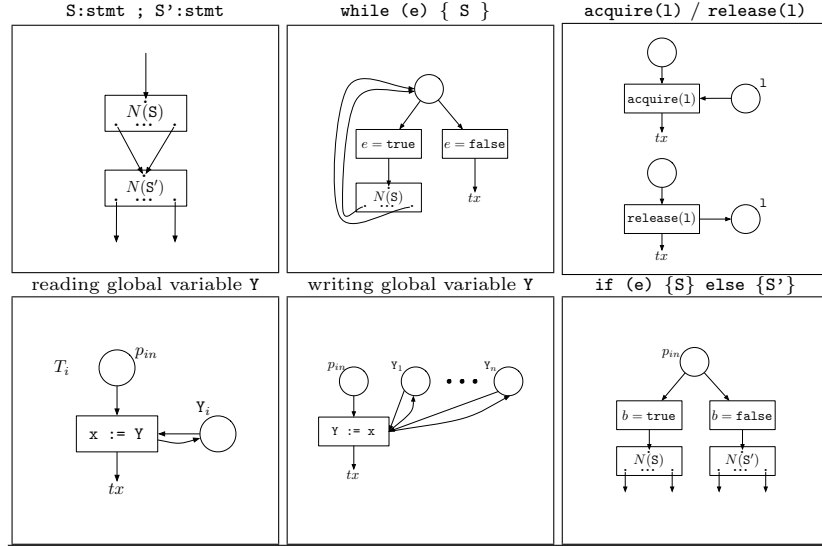 S:stmt ; S':stmt
N(S)
...
N(S')
...
while (e) { S }
e = true
e = false
N(S)
...
tx
acquire(l) / release(l)
l
acquire(l)
tx
l
release(l)
tx
reading global variable Y
T_i
p_in
Y_i
x := Y
tx
writing global variable Y
p_in
Y_1
• • •
Y_n
Y := x
tx
if (e) {S} else {S'}
p_in
b = true
b = false
N(S)
...
N(S')
...